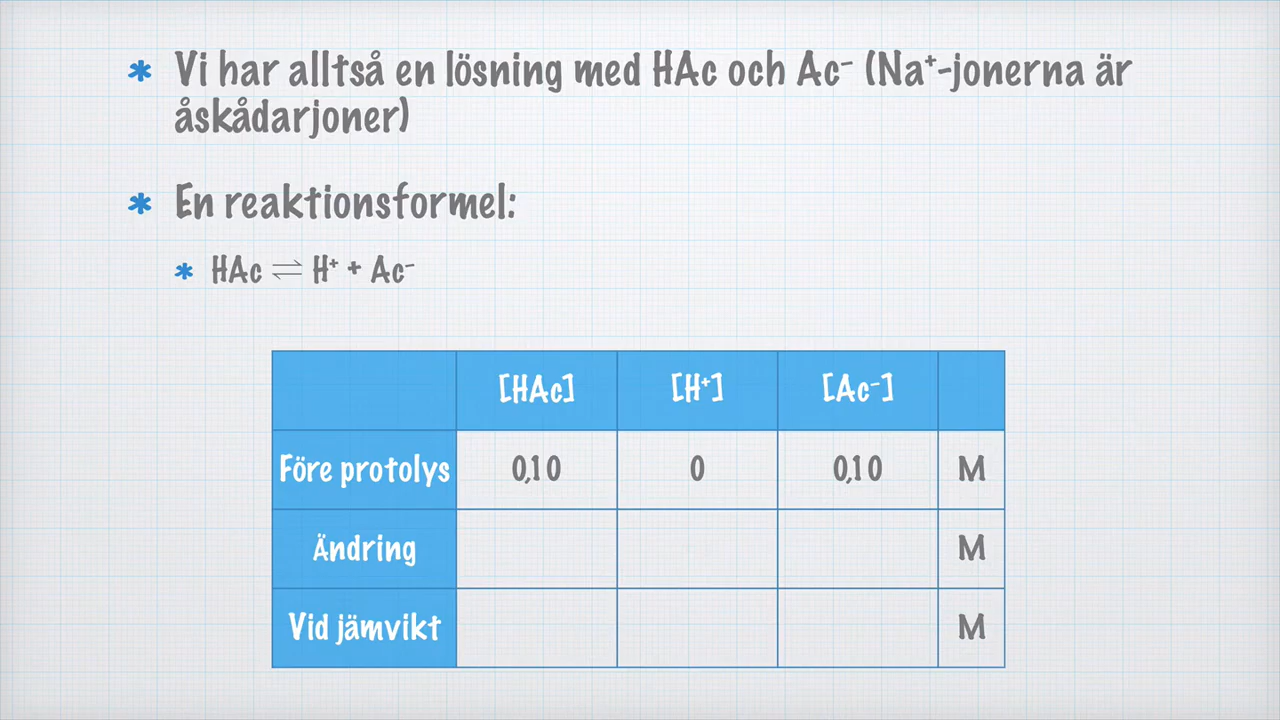 * Vi har alltså en lösning med HAc och Ac⁻ (Na⁺-jonerna är
åskådarjoner)
* En reaktionsformel:
* HAc ⇌ H⁺ + Ac⁻
[HAc] [H⁺] [Ac⁻]
Före protolys 0,10 0 0,10 M
Ändring M
Vid jämvikt M